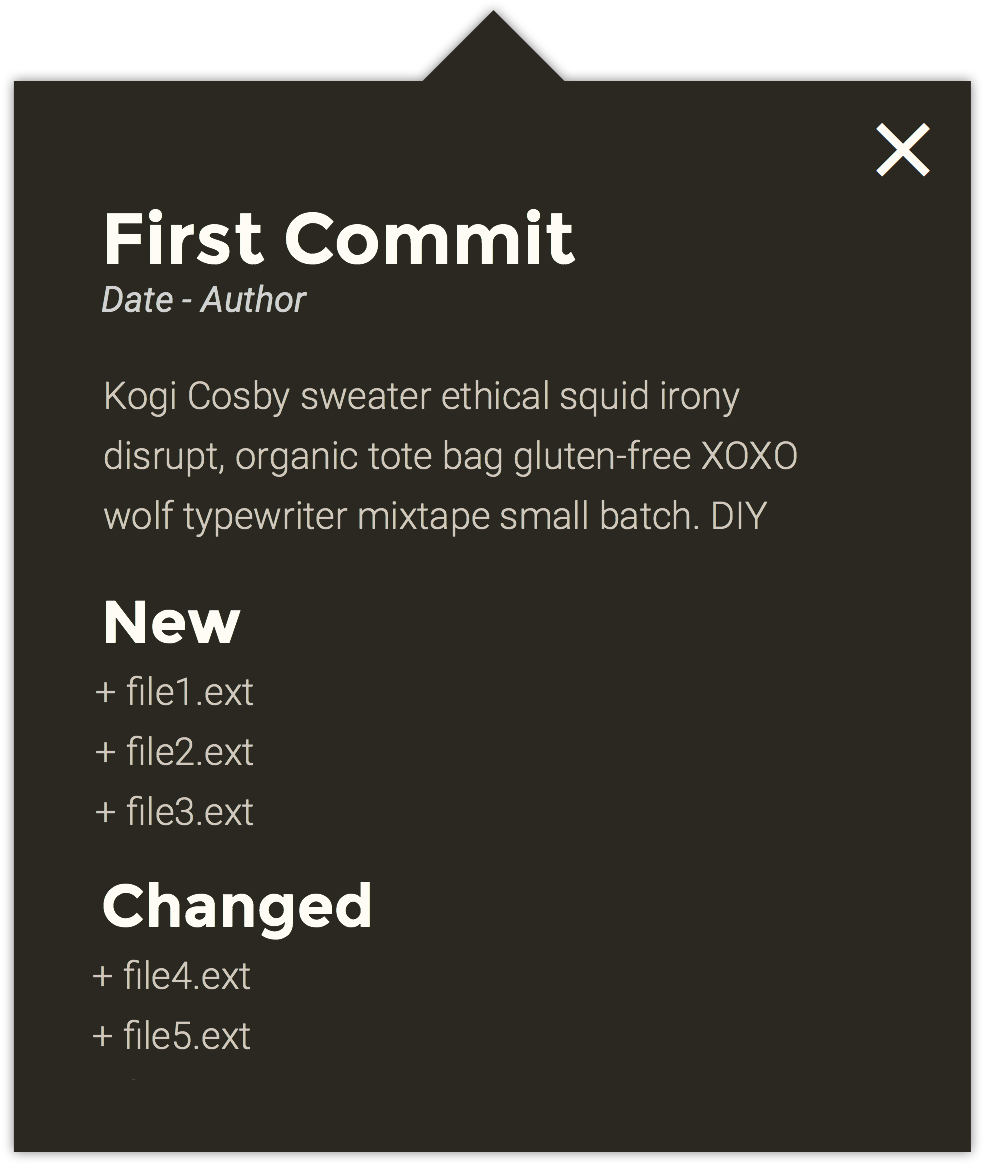 First Commit
Date - Author
Kogi Cosby sweater ethical squid irony
disrupt, organic tote bag gluten-free XOXO
wolf typewriter mixtape small batch. DIY
New
+ file1.ext
+ file2.ext
+ file3.ext
Changed
+ file4.ext
+ file5.ext